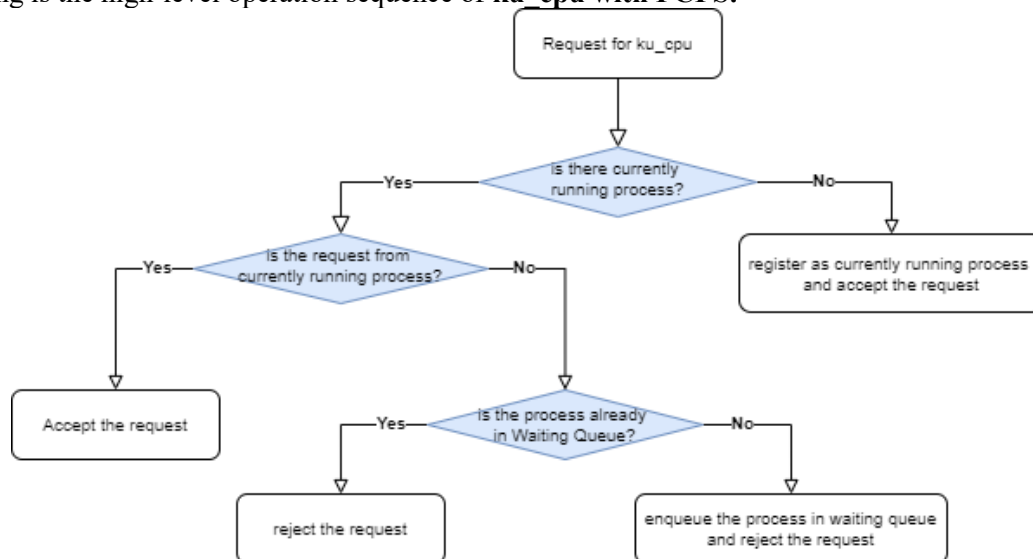 is the high-level operation sequence of ku_cpu with FCFS.
Request for ku_cpu
is there currently
running process?
Yes
No
is the request from
currently running process?
register as currently running process
and accept the request
Yes
No
Accept the request
is the process already
in Waiting Queue?
Yes
No
reject the request
enqueue the process in waiting queue
and reject the request